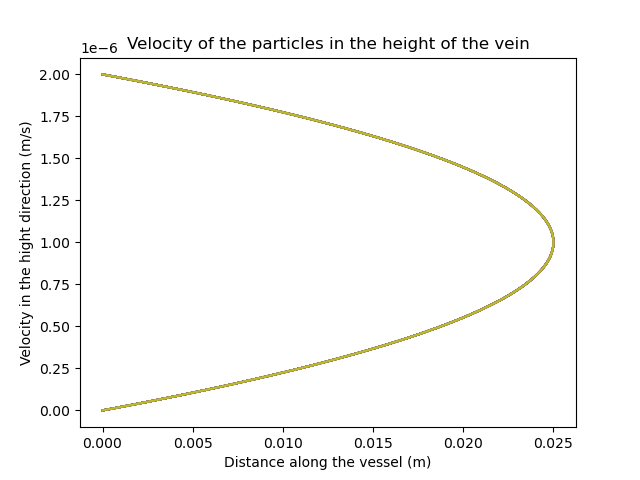 Velocity of the particles in the height of the vein
1e−6
2.00
1.75
1.50
1.25
1.00
0.75
0.50
0.25
0.00
Velocity in the hight direction (m/s)
0.000 0.005 0.010 0.015 0.020 0.025
Distance along the vessel (m)